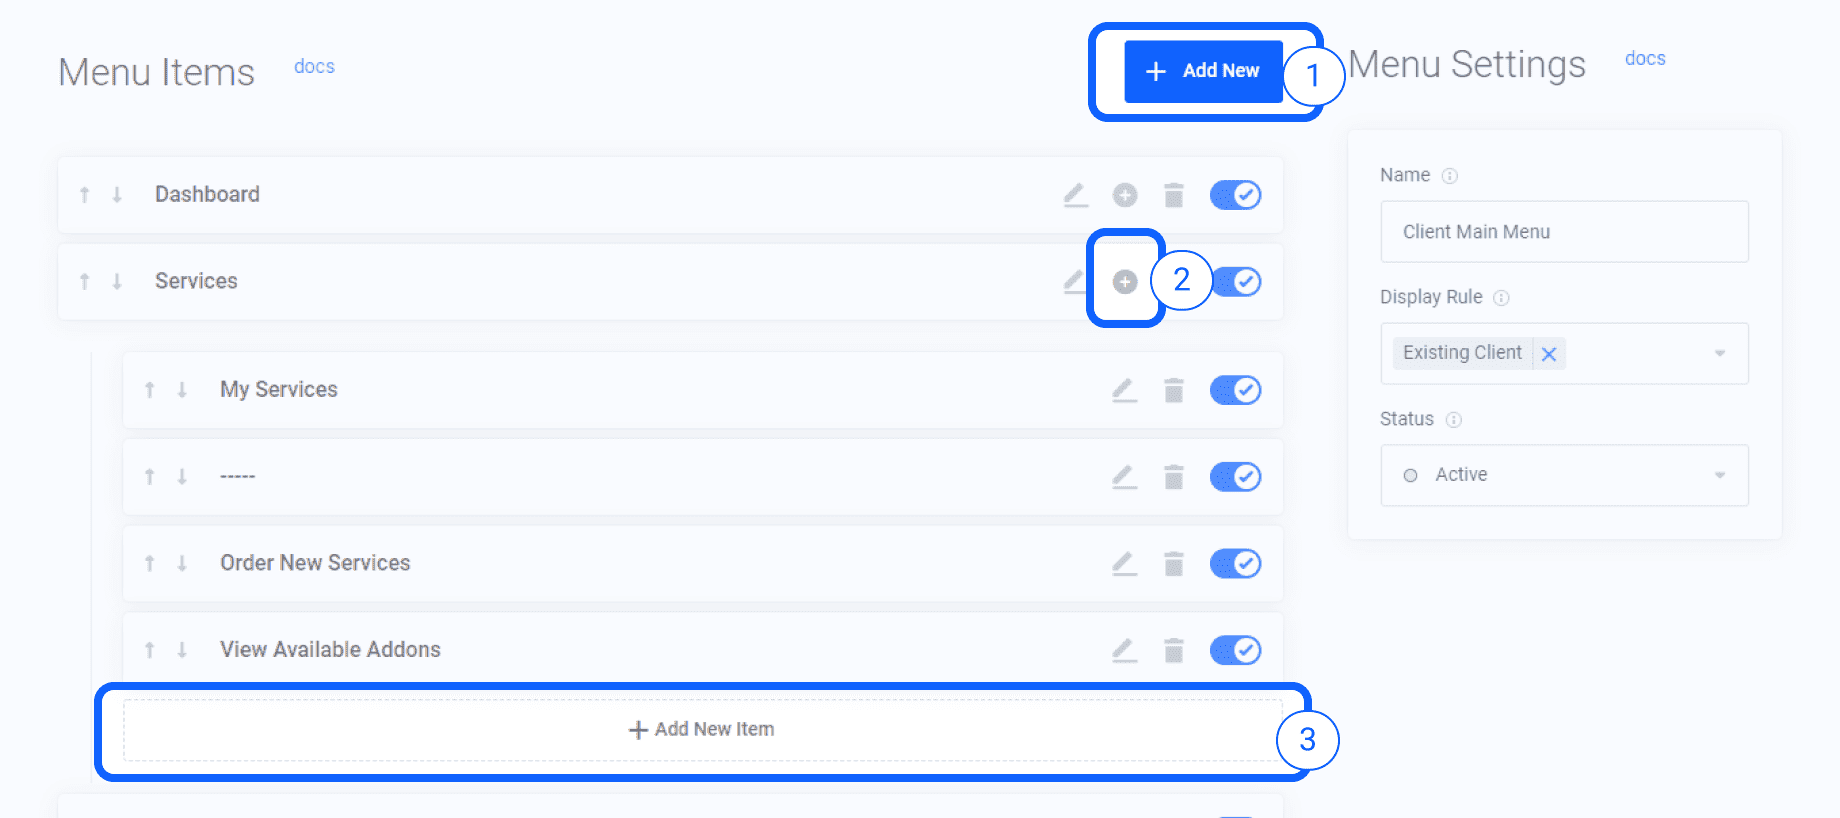 Menu Items docs
+ Add New
1
Menu Settings docs
Dashboard
Services
2
My Services
-----
Order New Services
View Available Addons
+ Add New Item
3
Name
Client Main Menu
Display Rule
Existing Client
Status
Active